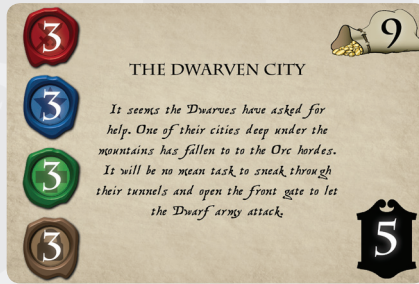 3
9
THE DWARVEN CITY
3
It seems the Dwarves have asked for
help. One of their cities deep under the
mountains has fallen to to the Orc hordes.
3
It will be no mean task to sneak through
their tunnels and open the front gate to let
the Dwarf army attack.
3
5